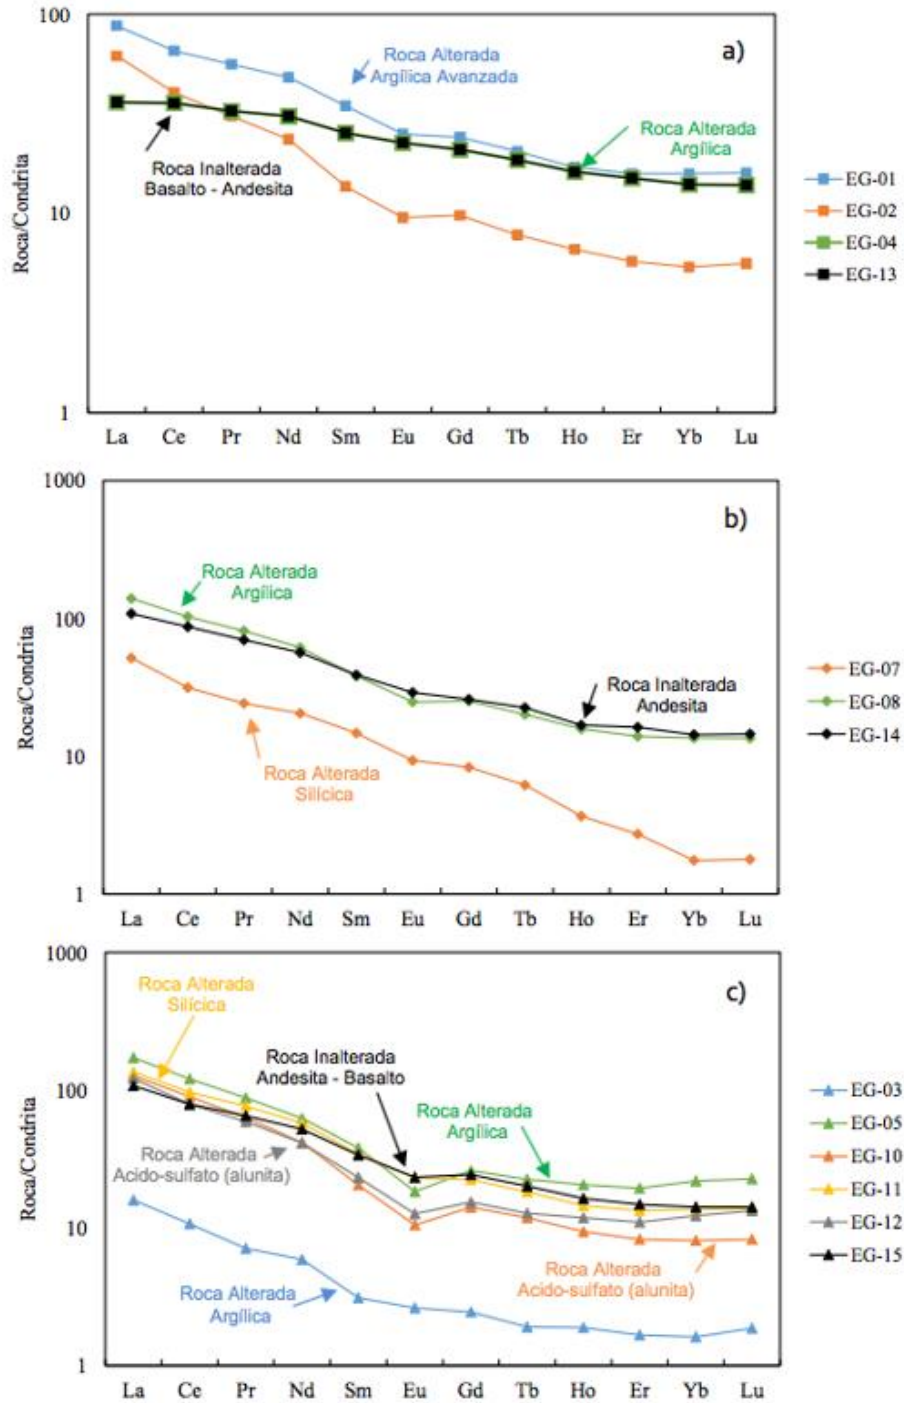 a)
100
10
1
Roca/Condrita
Roca Alterada
Argílica Avanzada
Roca Alterada
Argílica
Roca Inalterada
Basalto - Andesita
La Ce Pr Nd Sm Eu Gd Tb Ho Er Yb Lu
EG-01
EG-02
EG-04
EG-13
b)
1000
100
10
1
Roca/Condrita
Roca Alterada
Argílica
Roca Inalterada
Andesita
Roca Alterada
Silícica
La Ce Pr Nd Sm Eu Gd Tb Ho Er Yb Lu
EG-07
EG-08
EG-14
c)
1000
100
10
1
Roca/Condrita
Roca Alterada
Silícica
Roca Inalterada
Andesita - Basalto
Roca Alterada
Argílica
Roca Alterada
Acido-sulfato (alunita)
Roca Alterada
Acido-sulfato (alunita)
Roca Alterada
Argílica
La Ce Pr Nd Sm Eu Gd Tb Ho Er Yb Lu
EG-03
EG-05
EG-10
EG-11
EG-12
EG-15